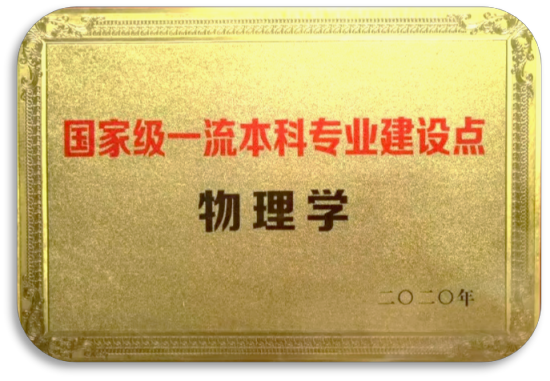 国家级一流本科专业建设点
物理学
二〇二〇年